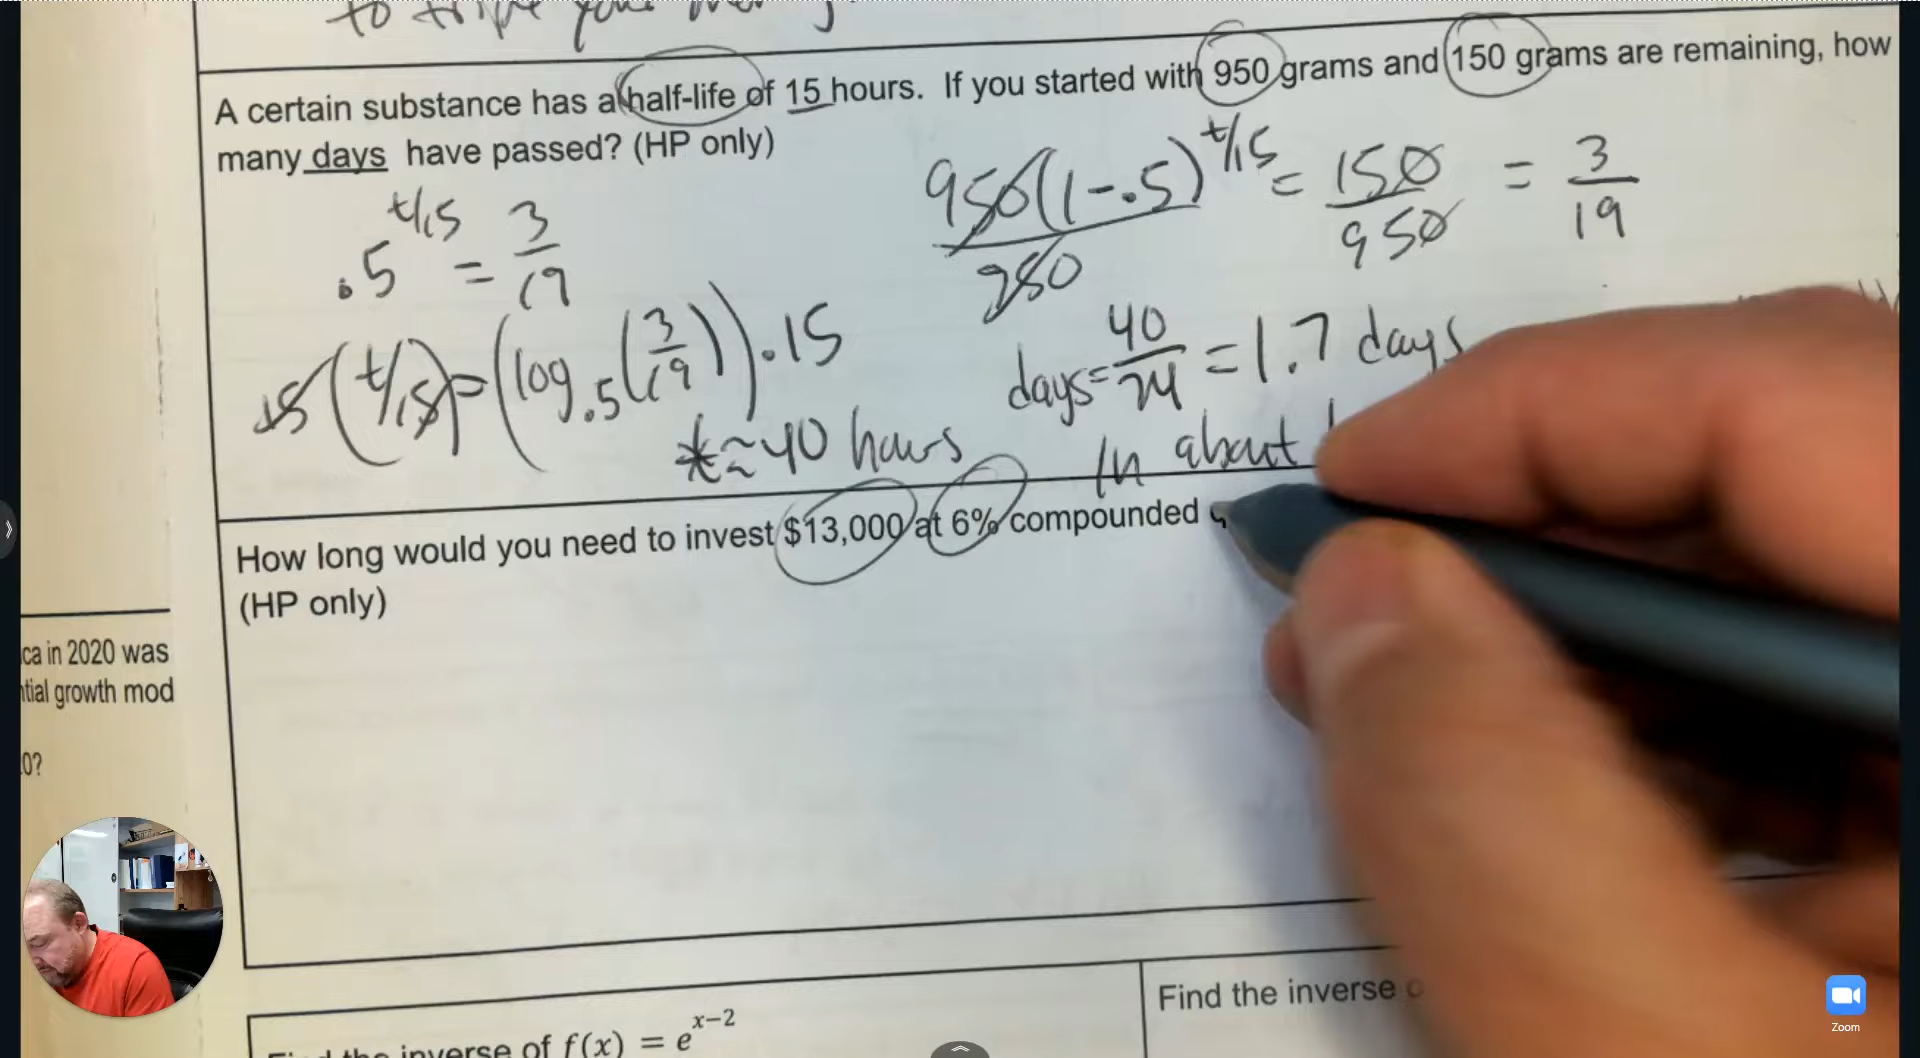 to triple your
A certain substance has a half-life of 15 hours. If you started with 950 grams and 150 grams are remaining, how
many days have passed? (HP only)
950(1-.5)^t/15 = 150 = 3
950 950 19
.5^t/15 = 3
19
15(t/15) = (log.5(3/19)).15
t≈40 hours
days = 40/24 = 1.7 days
In about
How long would you need to invest $13,000 at 6% compounded
(HP only)
ca in 2020 was
tial growth mod
0?
Find the inverse
the inverse of f(x) = e^x−2
Zoom